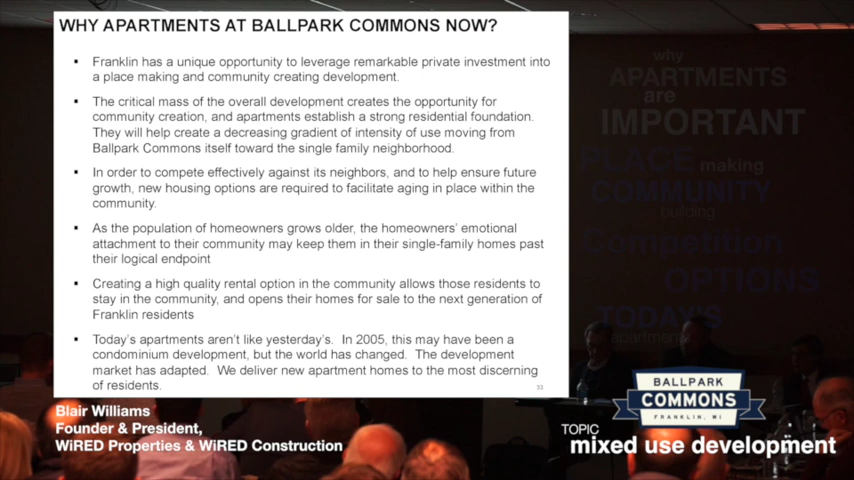 WHY APARTMENTS AT BALLPARK COMMONS NOW?
▪ Franklin has a unique opportunity to leverage remarkable private investment into
a place making and community creating development.
▪ The critical mass of the overall development creates the opportunity for
community creation, and apartments establish a strong residential foundation.
They will help create a decreasing gradient of intensity of use moving from
Ballpark Commons itself toward the single family neighborhood.
▪ In order to compete effectively against its neighbors, and to help ensure future
growth, new housing options are required to facilitate aging in place within the
community.
▪ As the population of homeowners grows older, the homeowners' emotional
attachment to their community may keep them in their single-family homes past
their logical endpoint
▪ Creating a high quality rental option in the community allows those residents to
stay in the community, and opens their homes for sale to the next generation of
Franklin residents
▪ Today's apartments aren't like yesterday's. In 2005, this may have been a
condominium development, but the world has changed. The development
market has adapted. We deliver new apartment homes to the most discerning
of residents.
33
why
APARTMENTS
are
IMPORTANT
PLACE making
COMMUNITY
building
Competition
OPTIONS
TODAY'S
apartments
Blair Williams
Founder & President,
WiRED Properties & WiRED Construction
BALLPARK
COMMONS
FRANKLIN, WI
TOPIC
mixed use development